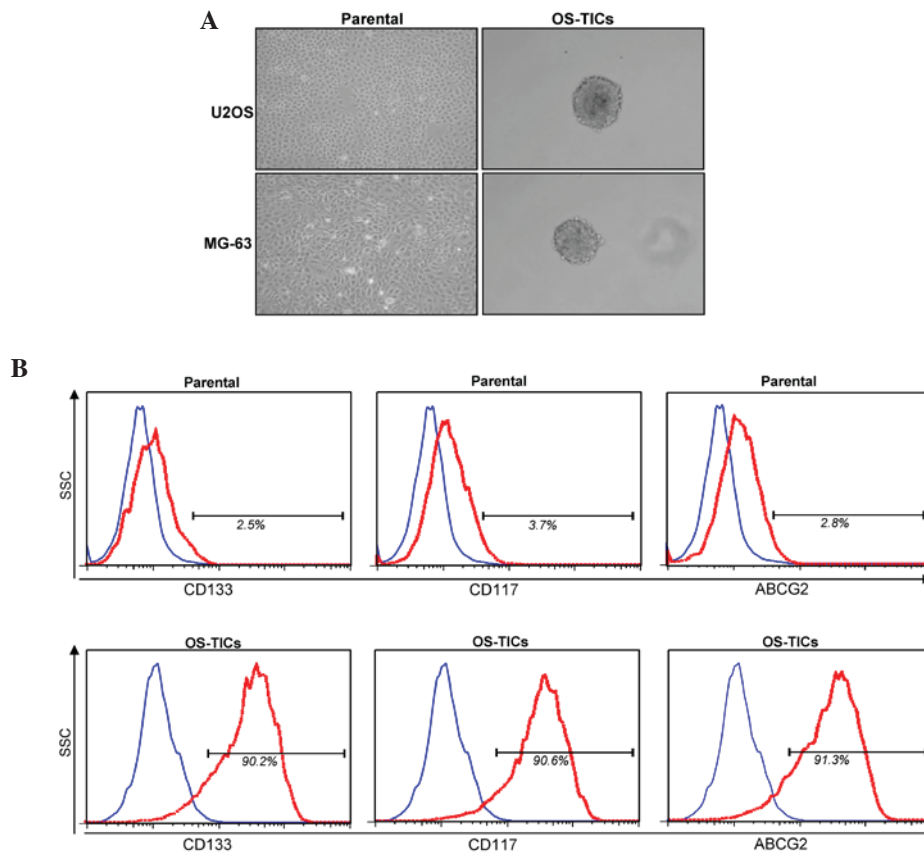 A
Parental
OS-TICs
U2OS
MG-63
B
Parental
Parental
Parental
SSC
2.5%
3.7%
2.8%
CD133
CD117
ABCG2
OS-TICs
OS-TICs
OS-TICs
SSC
90.2%
90.6%
91.3%
CD133
CD117
ABCG2